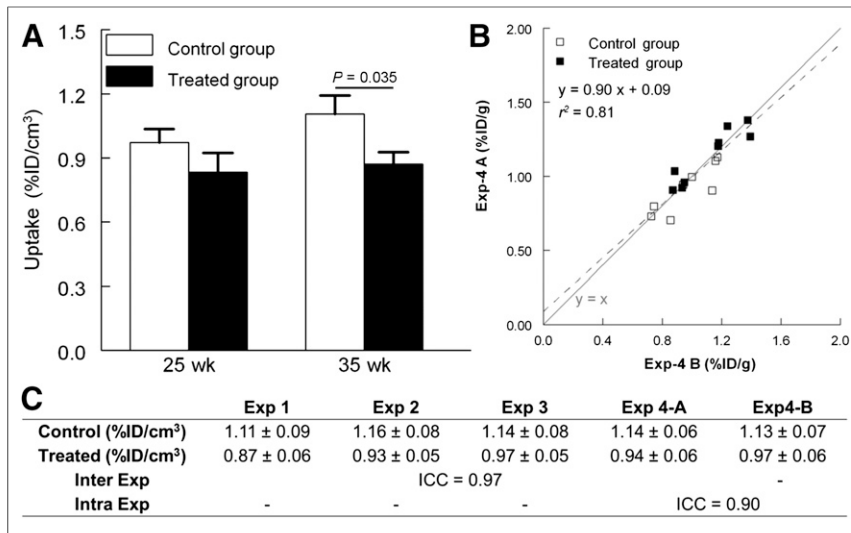 A
Control group
Treated group
P = 0.035
1.5
1.2
0.9
0.6
0.3
0.0
Uptake (%ID/cm³)
25 wk
35 wk
B
Control group
Treated group
y = 0.90 x + 0.09
r² = 0.81
2.00
1.50
1.00
0.50
0.00
Exp-4 A (%ID/g)
y = x
0.0 0.4 0.8 1.2 1.6 2.0
Exp-4 B (%ID/g)
C
Exp 1 Exp 2 Exp 3 Exp 4-A Exp4-B
Control (%ID/cm³) 1.11 ± 0.09 1.16 ± 0.08 1.14 ± 0.08 1.14 ± 0.06 1.13 ± 0.07
Treated (%ID/cm³) 0.87 ± 0.06 0.93 ± 0.05 0.97 ± 0.05 0.94 ± 0.06 0.97 ± 0.06
Inter Exp ICC = 0.97 -
Intra Exp - - - ICC = 0.90